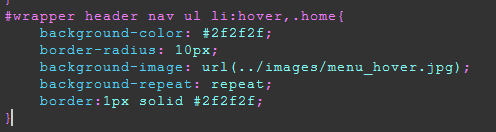 }
#wrapper header nav ul li:hover,.home{
background-color: #2f2f2f;
border-radius: 10px;
background-image: url(../images/menu_hover.jpg);
background-repeat: repeat;
border:1px solid #2f2f2f;
}